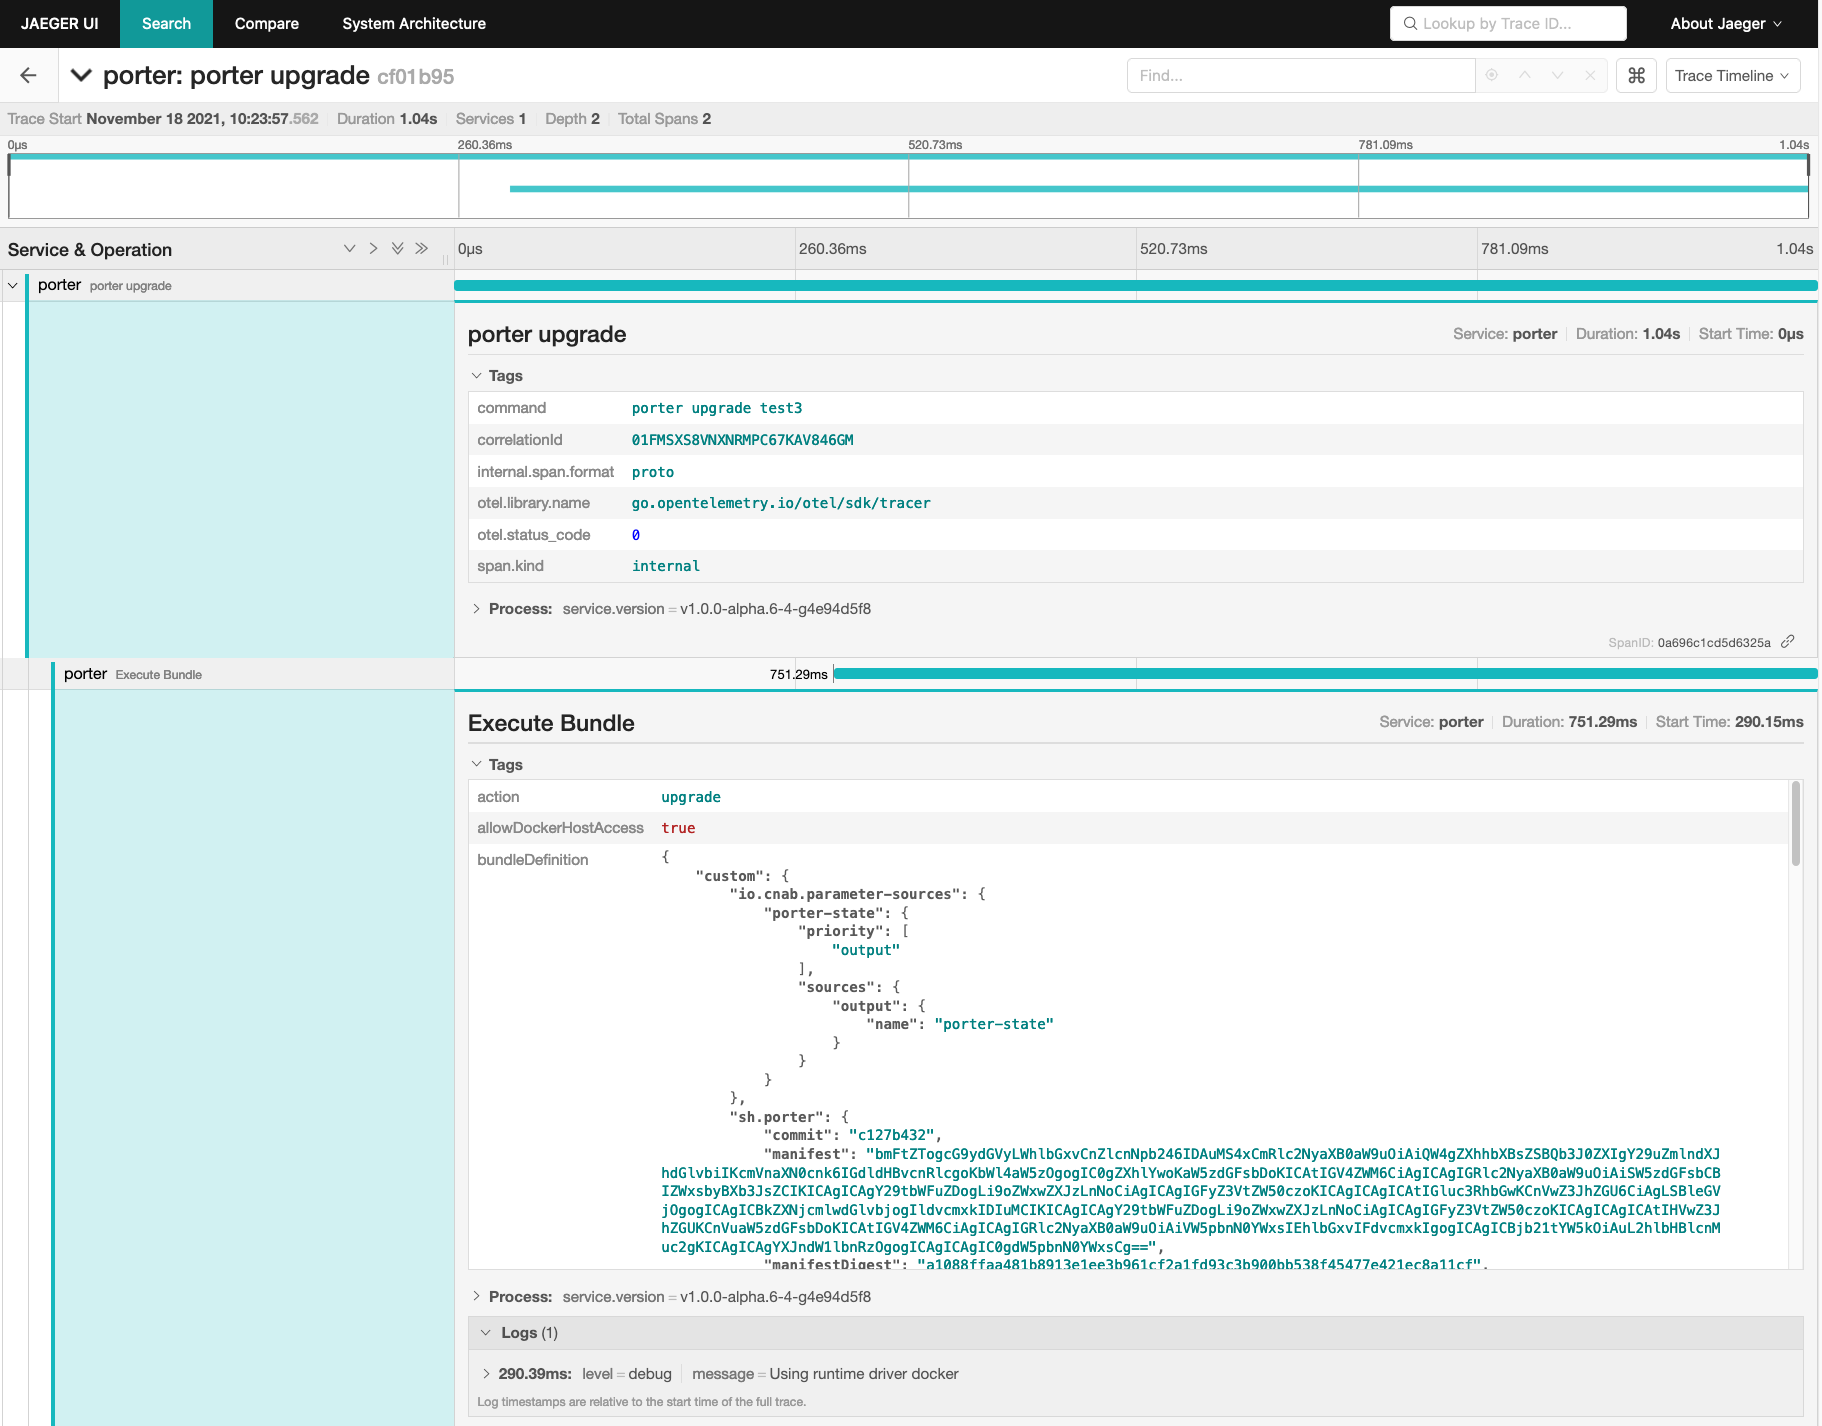 JAEGER UI Search Compare System Architecture Lookup by Trace ID... About Jaeger
porter: porter upgrade cf01b95 Find... Trace Timeline
Trace Start November 18 2021, 10:23:57.562 Duration 1.04s Services 1 Depth 2 Total Spans 2
0μs 260.36ms 520.73ms 781.09ms 1.04s
Service & Operation 0μs 260.36ms 520.73ms 781.09ms 1.04s
porter porter upgrade
porter upgrade Service: porter Duration: 1.04s Start Time: 0μs
Tags
command porter upgrade test3
correlationId 01FMSXS8VNXNRMPC67KAV846GM
internal.span.format proto
otel.library.name go.opentelemetry.io/otel/sdk/tracer
otel.status_code 0
span.kind internal
Process: service.version = v1.0.0-alpha.6-4-g4e94d5f8
SpanID: 0a696c1cd5d6325a
porter Execute Bundle 751.29ms
Execute Bundle Service: porter Duration: 751.29ms Start Time: 290.15ms
Tags
action upgrade
allowDockerHostAccess true
bundleDefinition {
"custom": {
"io.cnab.parameter-sources": {
"porter-state": {
"priority": [
"output"
],
"sources": {
"output": {
"name": "porter-state"
}
}
}
},
"sh.porter": {
"commit": "c127b432",
"manifest": "bmFtZTogcG9ydGVyLWhlbGxvCnZlcnNpb246IDAuMS4xCmRlc2NyaXB0aW9uOiAiQW4gZXhhbXBsZSBQb3J0ZXIgY29uZmlndXJ
hdGlvbiIKcmVnaXN0cnk6IGdldHBvcnRlcgoKbWl4aW5zOgogIC0gZXhlYwoKaW5zdGFsbDoKICAtIGV4ZWM6CiAgICAgIGRlc2NyaXB0aW9uOiAiSW5zdGFsbCB
IZWxsbyBXb3JsZCIKICAgICAgY29tbWFuZDogLi9oZWxwZXJzLnNoCiAgICAgIGFyZ3VtZW50czoKICAgICAgICAtIGluc3RhbGwKCnVwZ3JhZGU6CiAgLSBleGV
jOgogICAgICBkZXNjcmlwdGlvbjogIldvcmxkIDIuMCIKICAgICAgY29tbWFuZDogLi9oZWxwZXJzLnNoCiAgICAgIGFyZ3VtZW50czoKICAgICAgICAtIHVwZ3J
hZGUKCnVuaW5zdGFsbDoKICAtIGV4ZWM6CiAgICAgIGRlc2NyaXB0aW9uOiAiVW5pbnN0YWxsIEhlbGxvIFdvcmxkIgogICAgICBjb21tYW5kOiAuL2hlbHBlcnM
uc2gKICAgICAgYXJndW1lbnRzOgogICAgICAgIC0gdW5pbnN0YWxsCg==",
"manifestDigest": "a1088ffaa481b8913e1ee3b961cf2a1fd93c3b900bb538f45477e421ec8a11cf",
Process: service.version = v1.0.0-alpha.6-4-g4e94d5f8
Logs (1)
290.39ms: level = debug message = Using runtime driver docker
Log timestamps are relative to the start time of the full trace.